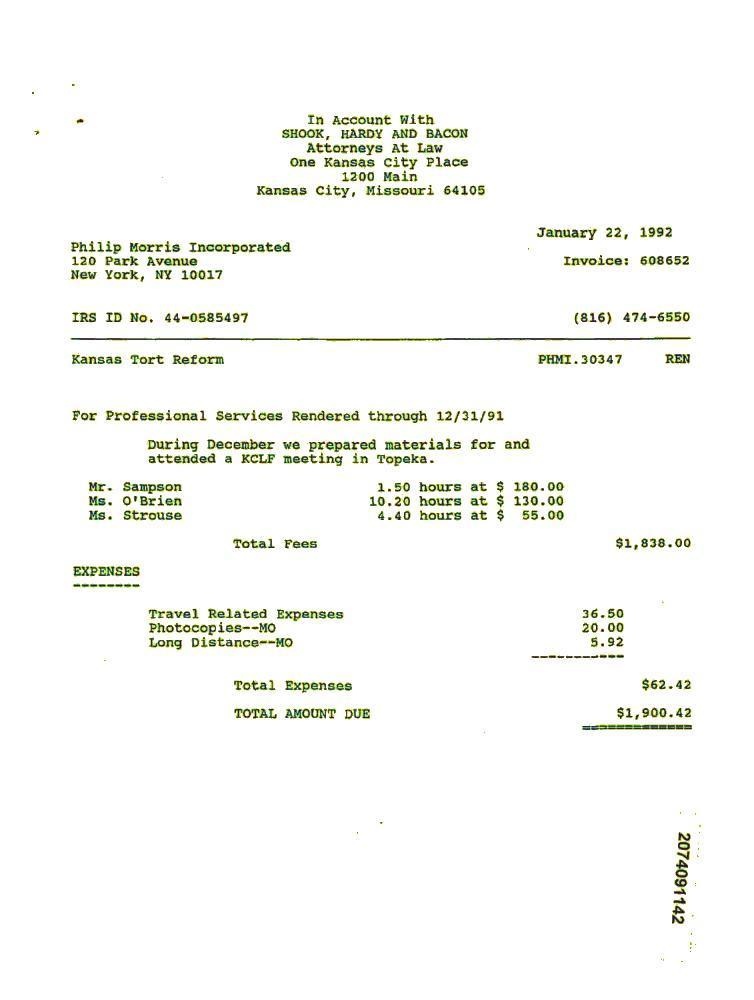 In Account With
SHOOK, HARDY AND BACON
Attorneys At Law
One Kansas City Place
1200 Main
Kansas City, Missouri 64105
January 22, 1992
Philip Morris Incorporated
120 Park Avenue Invoice: 608652
New York, NY 10017
IRS ID No. 44-0585497 (816) 474-6550
Kansas Tort Reform PHMI.30347 REN
For Professional Services Rendered through 12/31/91
During December we prepared materials for and
attended a KCLF meeting in Topeka.
Mr. Sampson 1.50 hours at $ 180.00
Ms. O'Brien 10.20 hours at $ 130.00
Ms. Strouse 4.40 hours at $ 55.00
Total Fees $1,838.00
EXPENSES
--------
Travel Related Expenses 36.50
Photocopies--MO 20.00
Long Distance--MO 5.92
-----------
Total Expenses $62.42
TOTAL AMOUNT DUE $1,900.42
=============
2074091142